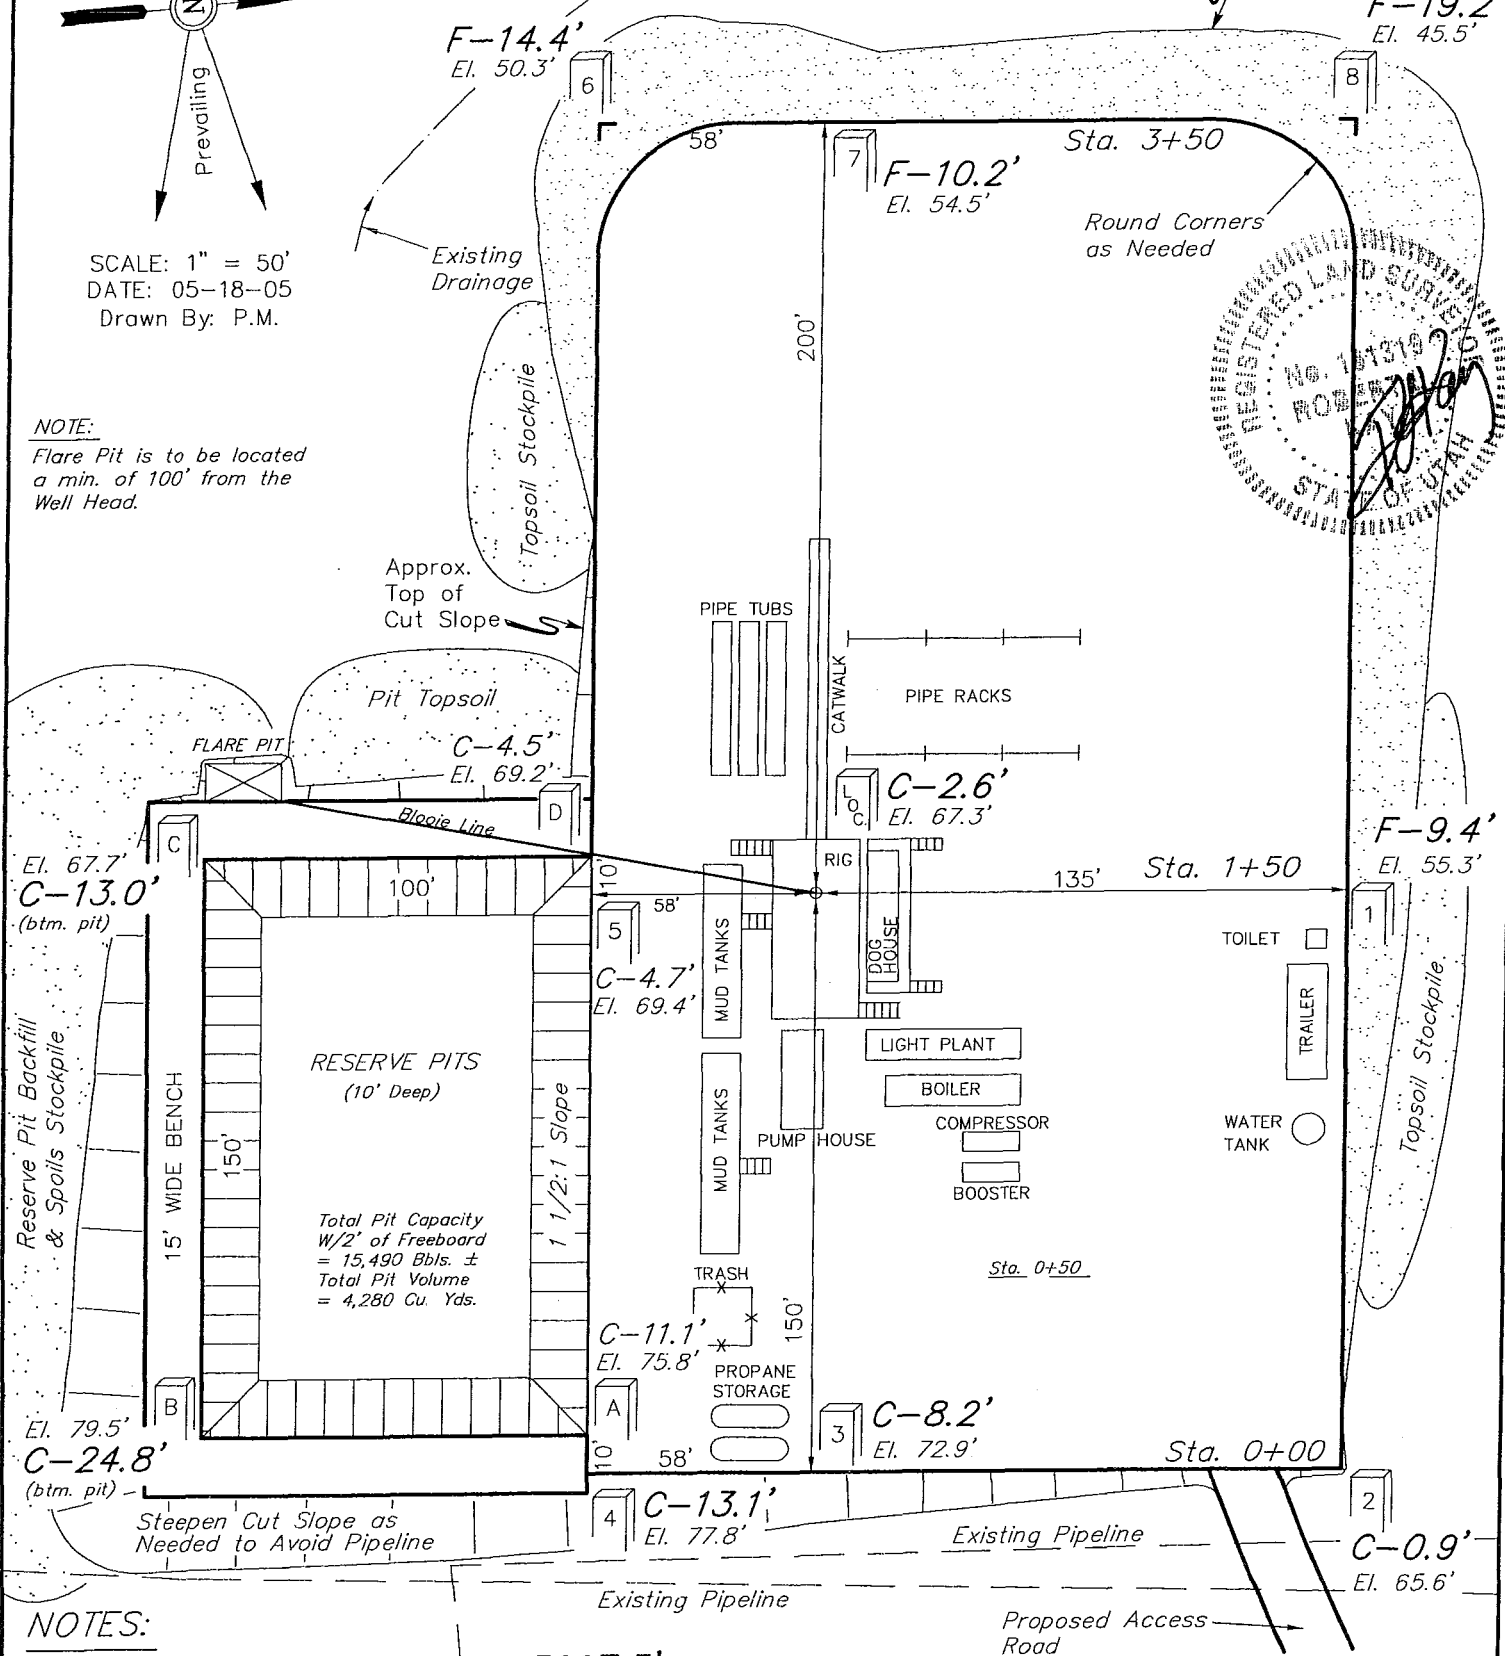 N
Prevailing
SCALE: 1" = 50'
DATE: 05-18-05
Drawn By: P.M.
F-14.4'
El. 50.3'
6
F-19.2'
El. 45.5'
8
58'
7
F-10.2'
El. 54.5'
Sta. 3+50
Round Corners
as Needed
Existing
Drainage
REGISTERED LAND SURVEYOR
STATE OF UTAH
200'
Topsoil Stockpile
NOTE:
Flare Pit is to be located
a min. of 100' from the
Well Head.
Approx.
Top of
Cut Slope
PIPE TUBS
CATWALK
PIPE RACKS
Pit Topsoil
FLARE PIT
C-4.5'
El. 69.2'
D
Blooie Line
LOC.
C-2.6'
El. 67.3'
RIG
C
El. 67.7'
C-13.0'
(btm. pit)
100'
10'
58'
5
C-4.7'
El. 69.4'
MUD TANKS
DOG
HOUSE
135'
Sta. 1+50
F-9.4'
El. 55.3'
1
TOILET
TRAILER
LIGHT PLANT
BOILER
COMPRESSOR
BOOSTER
PUMP HOUSE
MUD TANKS
WATER
TANK
Topsoil Stockpile
Reserve Pit Backfill
& Spoils Stockpile
15' WIDE BENCH
150'
RESERVE PITS
(10' Deep)
1 1/2:1 Slope
Total Pit Capacity
W/2' of Freeboard
= 15,490 Bbls. ±
Total Pit Volume
= 4,280 Cu. Yds.
Sta. 0+50
TRASH
150'
C-11.1'
El. 75.8'
A
PROPANE
STORAGE
B
El. 79.5'
C-24.8'
(btm. pit)
10'
58'
3
C-8.2'
El. 72.9'
Sta. 0+00
4
C-13.1'
El. 77.8'
2
C-0.9'
El. 65.6'
Steepen Cut Slope as
Needed to Avoid Pipeline
Existing Pipeline
Existing Pipeline
Proposed Access
Road
NOTES: